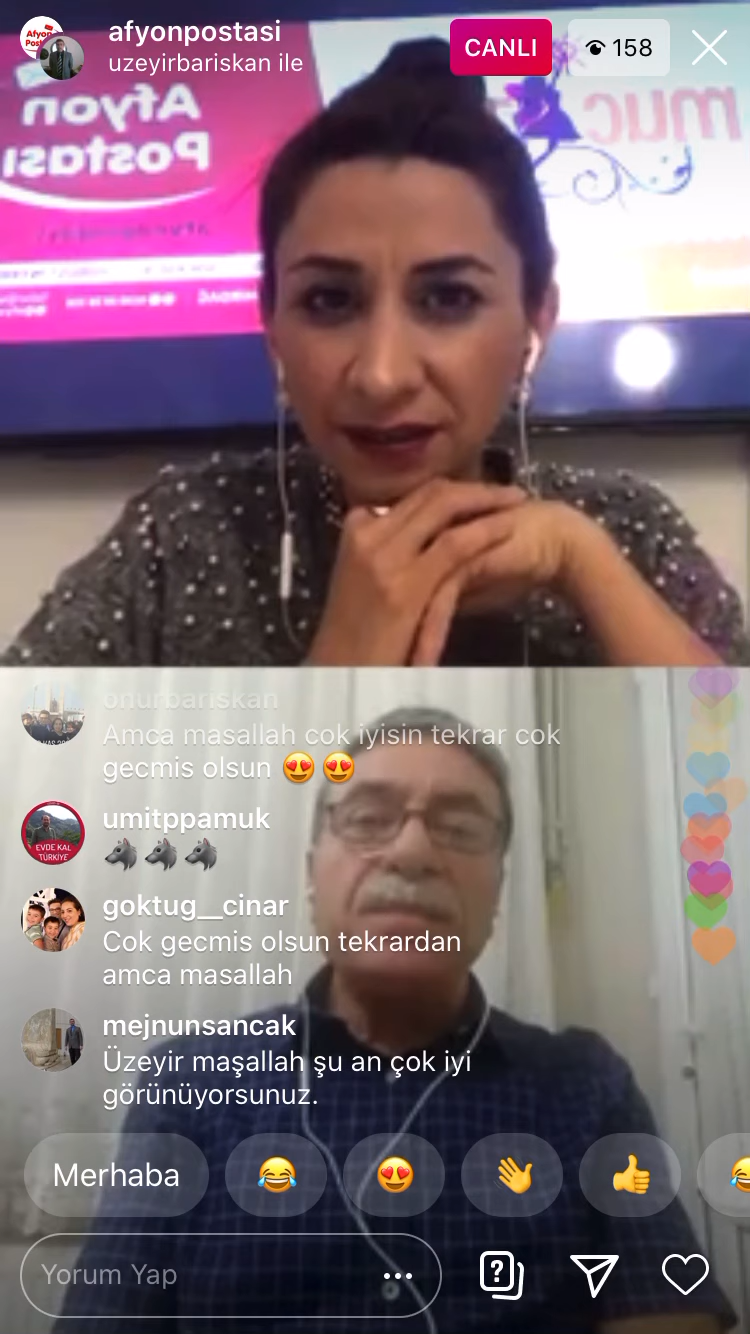 afyonpostasi
uzeyirbariskan ile
CANLI
158
Afyon
Postası
muc
onurbariskan
Amca masallah cok iyisin tekrar cok
gecmis olsun 😍 😍
umitppamuk
🐺 🐺 🐺
EVDE KAL
TÜRKİYE
goktug__cinar
Cok gecmis olsun tekrardan
amca masallah
mejnunsancak
Üzeyir maşallah şu an çok iyi
görünüyorsunuz.
Merhaba 😂 😍 👋 👍 😂
Yorum Yap